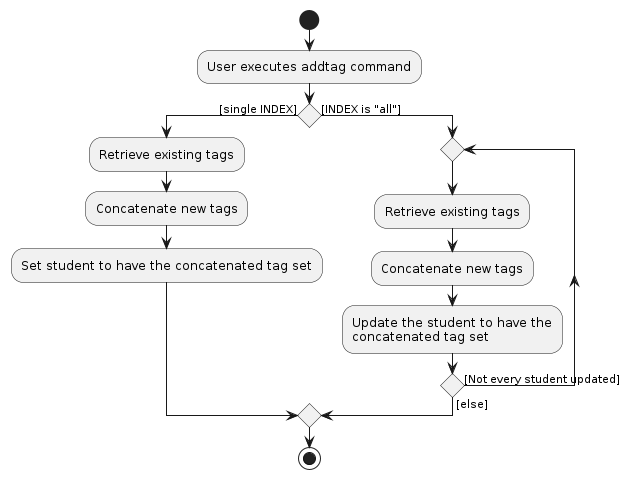 User executes addtag command
[single INDEX]
[INDEX is "all"]
Retrieve existing tags
Concatenate new tags
Set student to have the concatenated tag set
Retrieve existing tags
Concatenate new tags
Update the student to have the
concatenated tag set
[Not every student updated]
[else]